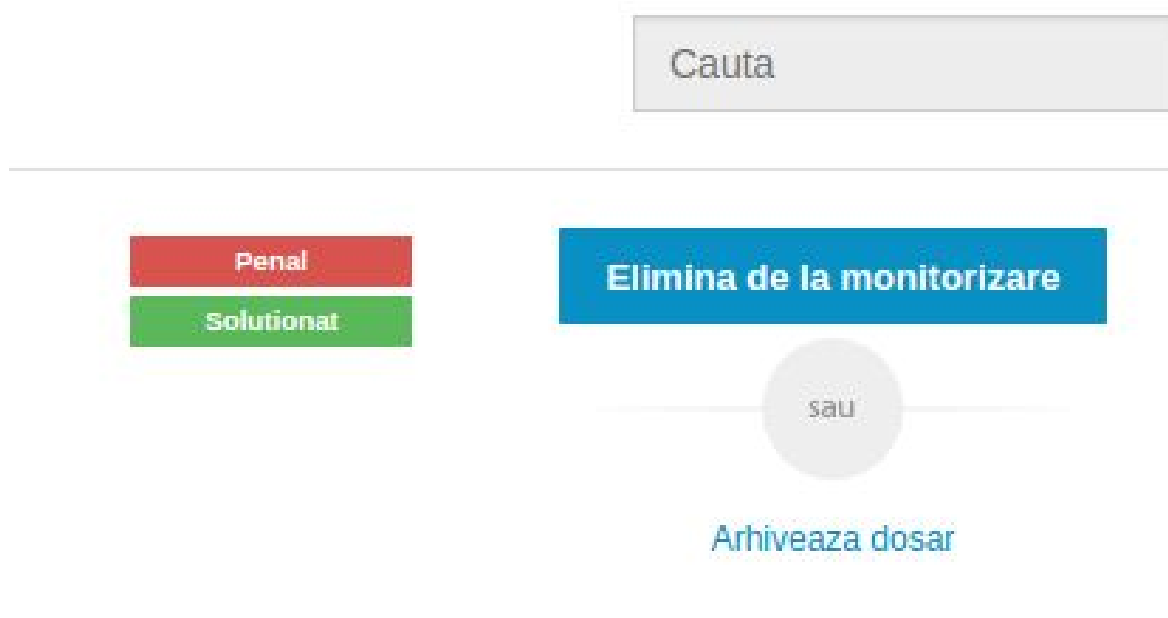 Cauta
Penal
Solutionat
Elimina de la monitorizare
sau
Arhiveaza dosar